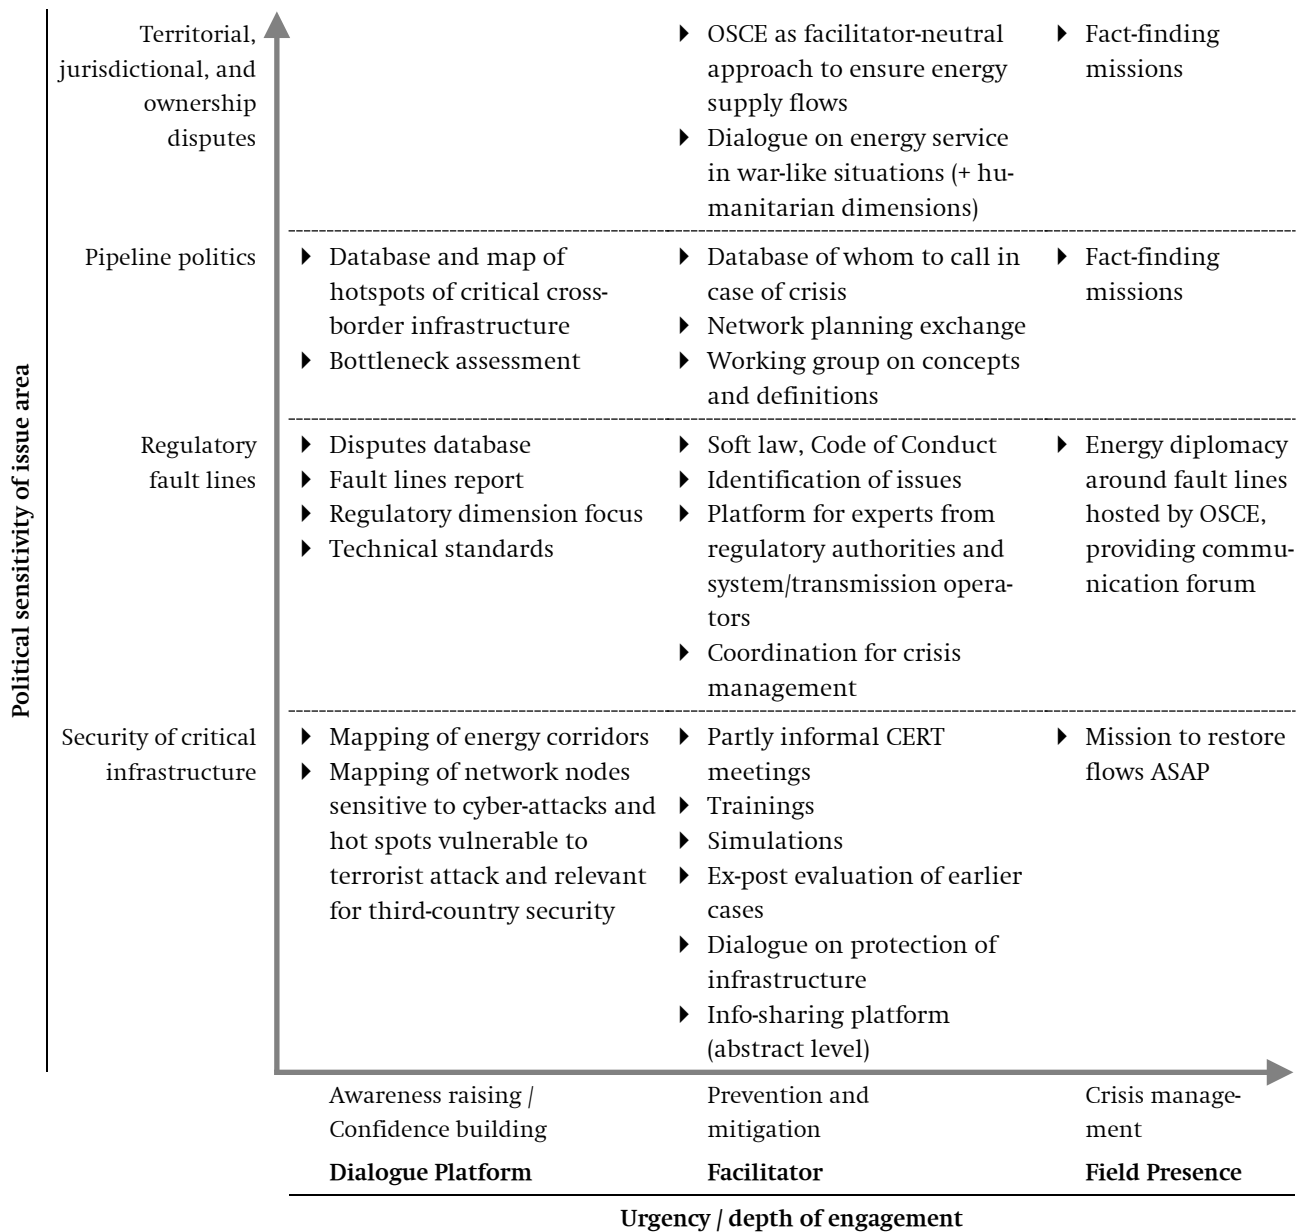 Political sensitivity of issue area
Territorial,
jurisdictional, and
ownership
disputes
▶ OSCE as facilitator-neutral
approach to ensure energy
supply flows
▶ Dialogue on energy service
in war-like situations (+ hu-
manitarian dimensions)
▶ Fact-finding
missions
Pipeline politics
▶ Database and map of
hotspots of critical cross-
border infrastructure
▶ Bottleneck assessment
▶ Database of whom to call in
case of crisis
▶ Network planning exchange
▶ Working group on concepts
and definitions
▶ Fact-finding
missions
Regulatory
fault lines
▶ Disputes database
▶ Fault lines report
▶ Regulatory dimension focus
▶ Technical standards
▶ Soft law, Code of Conduct
▶ Identification of issues
▶ Platform for experts from
regulatory authorities and
system/transmission opera-
tors
▶ Coordination for crisis
management
▶ Energy diplomacy
around fault lines
hosted by OSCE,
providing commu-
nication forum
Security of critical
infrastructure
▶ Mapping of energy corridors
▶ Mapping of network nodes
sensitive to cyber-attacks and
hot spots vulnerable to
terrorist attack and relevant
for third-country security
▶ Partly informal CERT
meetings
▶ Trainings
▶ Simulations
▶ Ex-post evaluation of earlier
cases
▶ Dialogue on protection of
infrastructure
▶ Info-sharing platform
(abstract level)
▶ Mission to restore
flows ASAP
Awareness raising /
Confidence building
Dialogue Platform
Prevention and
mitigation
Facilitator
Crisis manage-
ment
Field Presence
Urgency / depth of engagement